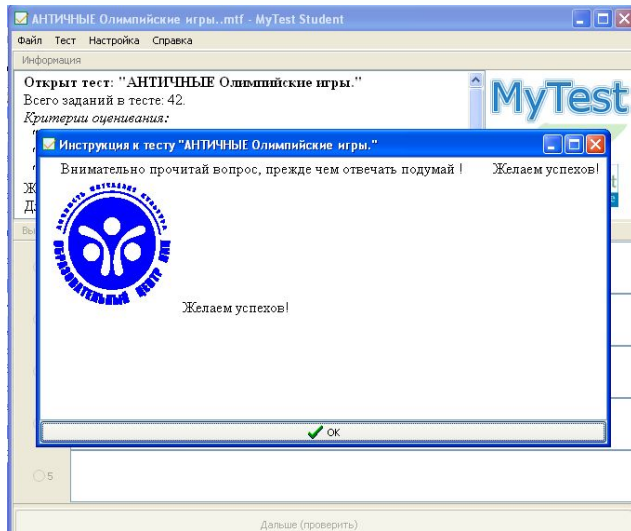 АНТИЧНЫЕ Олимпийские игры..mtf - MyTest Student
Файл Тест Настройка Справка
Информация
Открыт тест: "АНТИЧНЫЕ Олимпийские игры."
Всего заданий в тесте: 42.
Критерии оценивания:
MyTest
Инструкция к тесту "АНТИЧНЫЕ Олимпийские игры."
Внимательно прочитай вопрос, прежде чем отвечать подумай ! Желаем успехов!
ОБРАЗОВАТЕЛЬНЫЙ ЦЕНТР
Желаем успехов!
OK
5
Дальше (проверить)